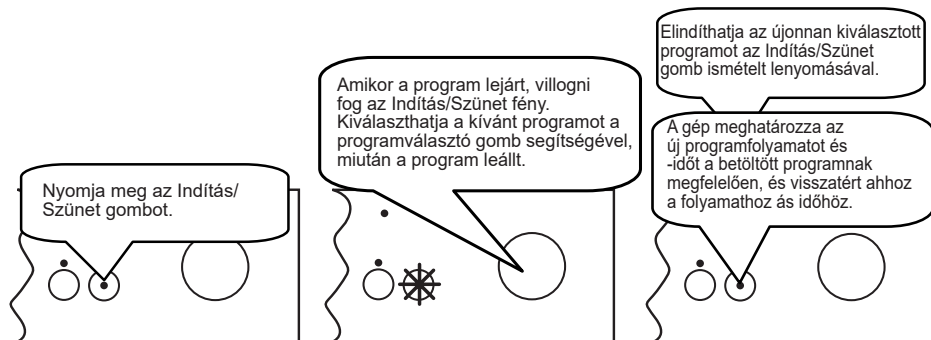 Nyomja meg az Indítás/
Szünet gombot.
Amikor a program lejárt, villogni
fog az Indítás/Szünet fény.
Kiválaszthatja a kívánt programot a
programválasztó gomb segítségével,
miután a program leállt.
Elindíthatja az újonnan kiválasztott
programot az Indítás/Szünet
gomb ismételt lenyomásával.
A gép meghatározza az
új programfolyamatot és
-időt a betöltött programnak
megfelelően, és visszatért ahhoz
a folyamathoz ás időhöz.